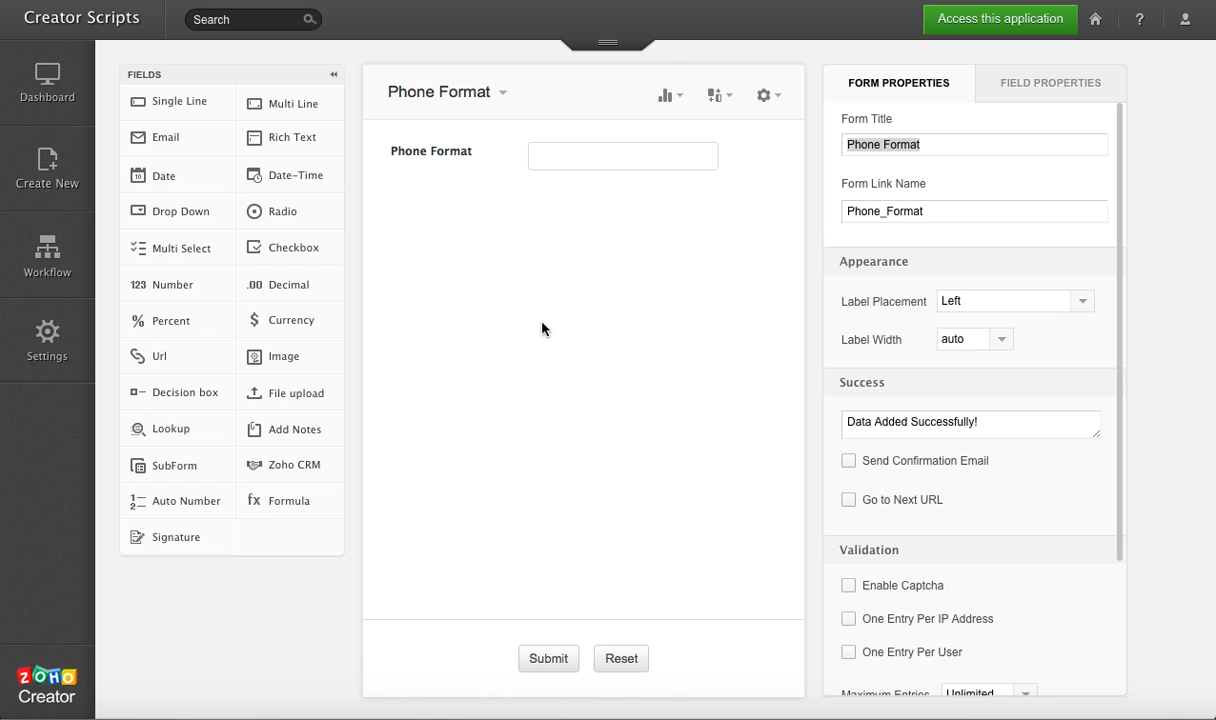 Creator Scripts
Search
Access this application
?
Dashboard
Create New
Workflow
Settings
ZOHO
Creator
FIELDS
Single Line
Multi Line
Email
Rich Text
Date
Date-Time
Drop Down
Radio
Multi Select
Checkbox
123 Number
.00 Decimal
% Percent
$ Currency
Url
Image
Decision box
File upload
Lookup
Add Notes
SubForm
Zoho CRM
Auto Number
fx Formula
Signature
Phone Format
Phone Format
Submit
Reset
FORM PROPERTIES
FIELD PROPERTIES
Form Title
Phone Format
Form Link Name
Phone_Format
Appearance
Label Placement Left
Label Width auto
Success
Data Added Successfully!
Send Confirmation Email
Go to Next URL
Validation
Enable Captcha
One Entry Per IP Address
One Entry Per User
Maximum Entries Unlimited